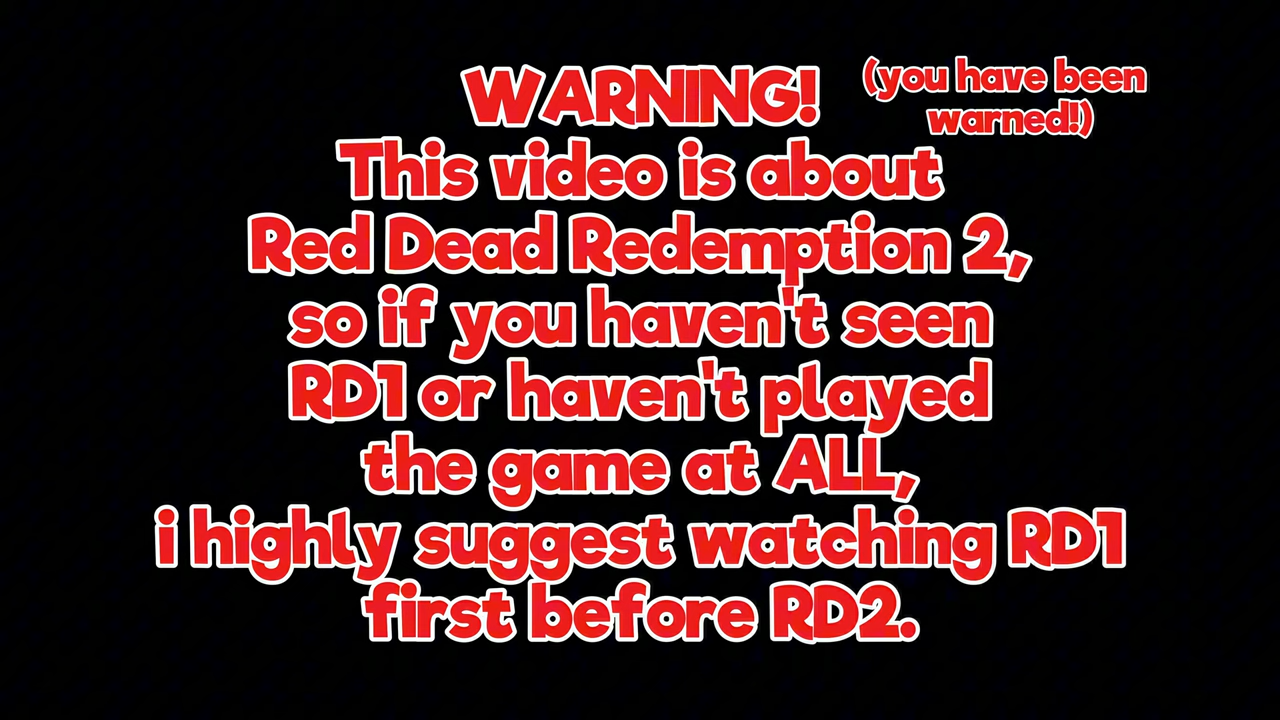 WARNING!
(you have been
warned!)
This video is about
Red Dead Redemption 2,
so if you haven't seen
RD1 or haven't played
the game at ALL,
i highly suggest watching RD1
first before RD2.